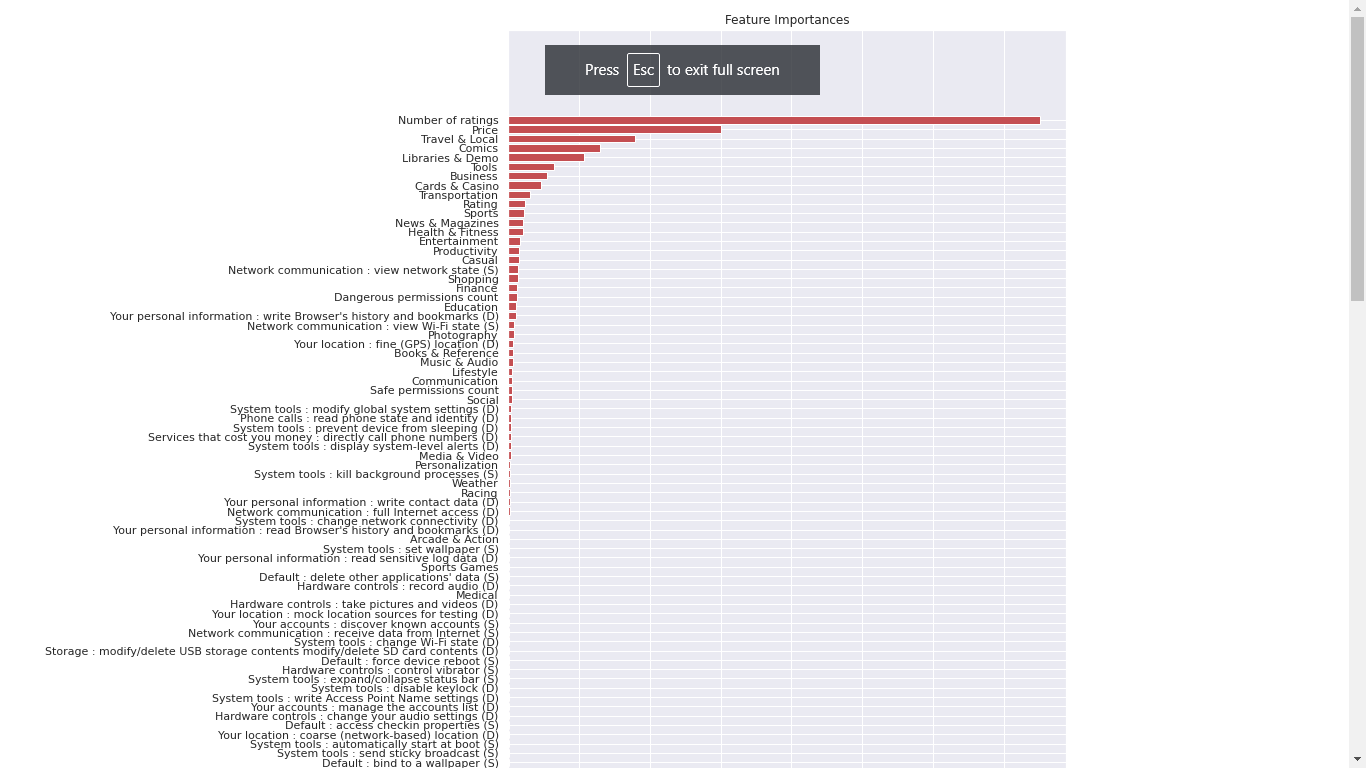 Feature Importances
Press Esc to exit full screen
Number of ratings
Price
Travel & Local
Comics
Libraries & Demo
Tools
Business
Cards & Casino
Transportation
Rating
Sports
News & Magazines
Health & Fitness
Entertainment
Productivity
Casual
Network communication : view network state (S)
Shopping
Finance
Dangerous permissions count
Education
Your personal information : write Browser's history and bookmarks (D)
Network communication : view Wi-Fi state (S)
Photography
Your location : fine (GPS) location (D)
Books & Reference
Music & Audio
Lifestyle
Communication
Safe permissions count
Social
System tools : modify global system settings (D)
Phone calls : read phone state and identity (D)
System tools : prevent device from sleeping (D)
Services that cost you money : directly call phone numbers (D)
System tools : display system-level alerts (D)
Media & Video
Personalization
System tools : kill background processes (S)
Weather
Racing
Your personal information : write contact data (D)
Network communication : full Internet access (D)
System tools : change network connectivity (D)
Your personal information : read Browser's history and bookmarks (D)
Arcade & Action
System tools : set wallpaper (S)
Your personal information : read sensitive log data (D)
Sports Games
Default : delete other applications' data (S)
Hardware controls : record audio (D)
Medical
Hardware controls : take pictures and videos (D)
Your location : mock location sources for testing (D)
Your accounts : discover known accounts (S)
Network communication : receive data from Internet (S)
System tools : change Wi-Fi state (D)
Storage : modify/delete USB storage contents modify/delete SD card contents (D)
Default : force device reboot (S)
Hardware controls : control vibrator (S)
System tools : expand/collapse status bar (S)
System tools : disable keylock (D)
System tools : write Access Point Name settings (D)
Your accounts : manage the accounts list (D)
Hardware controls : change your audio settings (D)
Default : access checkin properties (S)
Your location : coarse (network-based) location (D)
System tools : automatically start at boot (S)
System tools : send sticky broadcast (S)
Default : bind to a wallpaper (S)